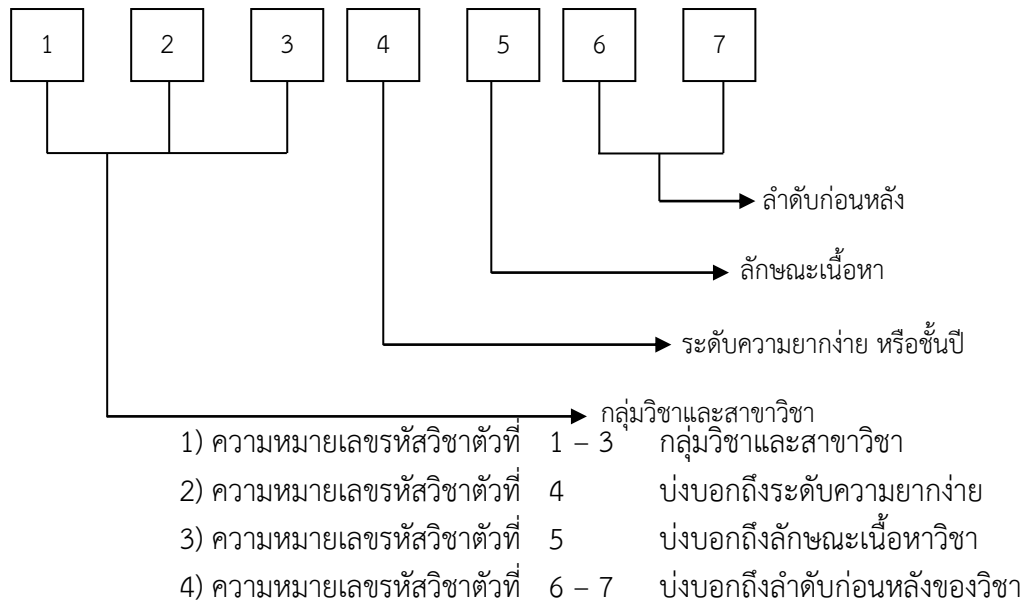 1 2 3 4 5 6 7
ลำดับก่อนหลัง
ลักษณะเนื้อหา
ระดับความยากง่าย หรือชั้นปี
กลุ่มวิชาและสาขาวิชา
1) ความหมายเลขรหัสวิชาตัวที่ 1 – 3 กลุ่มวิชาและสาขาวิชา
2) ความหมายเลขรหัสวิชาตัวที่ 4 บ่งบอกถึงระดับความยากง่าย
3) ความหมายเลขรหัสวิชาตัวที่ 5 บ่งบอกถึงลักษณะเนื้อหาวิชา
4) ความหมายเลขรหัสวิชาตัวที่ 6 – 7 บ่งบอกถึงลำดับก่อนหลังของวิชา